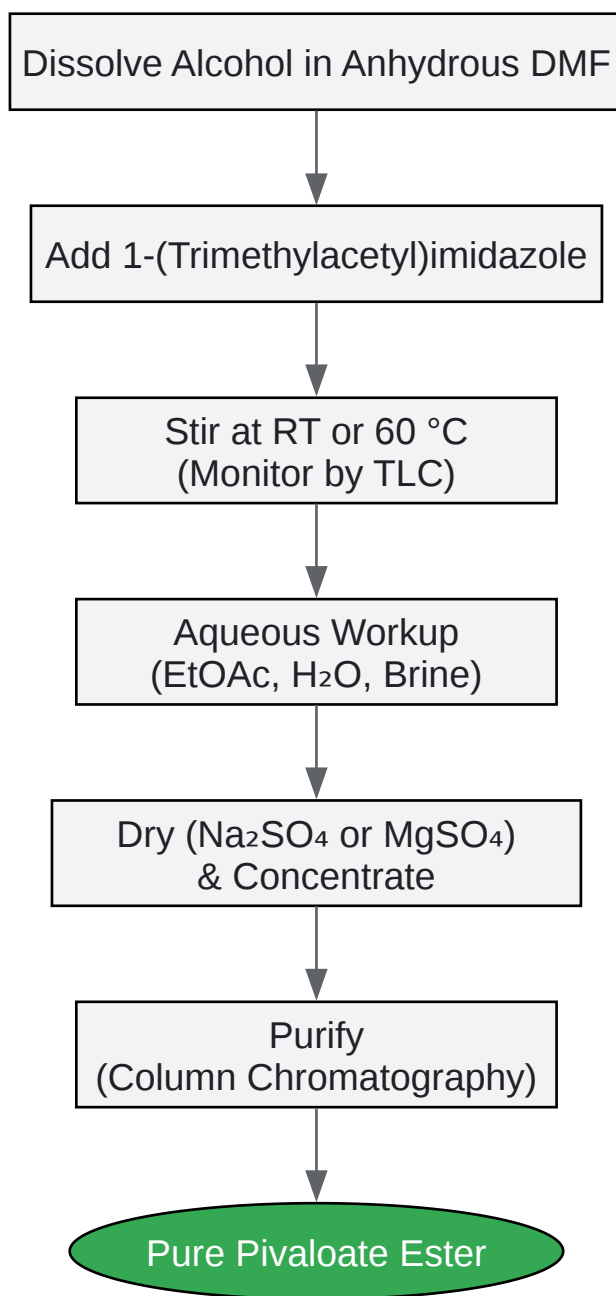 Dissolve Alcohol in Anhydrous DMF
Add 1-(Trimethylacetyl)imidazole
Stir at RT or 60 °C
(Monitor by TLC)
Aqueous Workup
(EtOAc, H₂O, Brine)
Dry (Na₂SO₄ or MgSO₄)
& Concentrate
Purify
(Column Chromatography)
Pure Pivaloate Ester